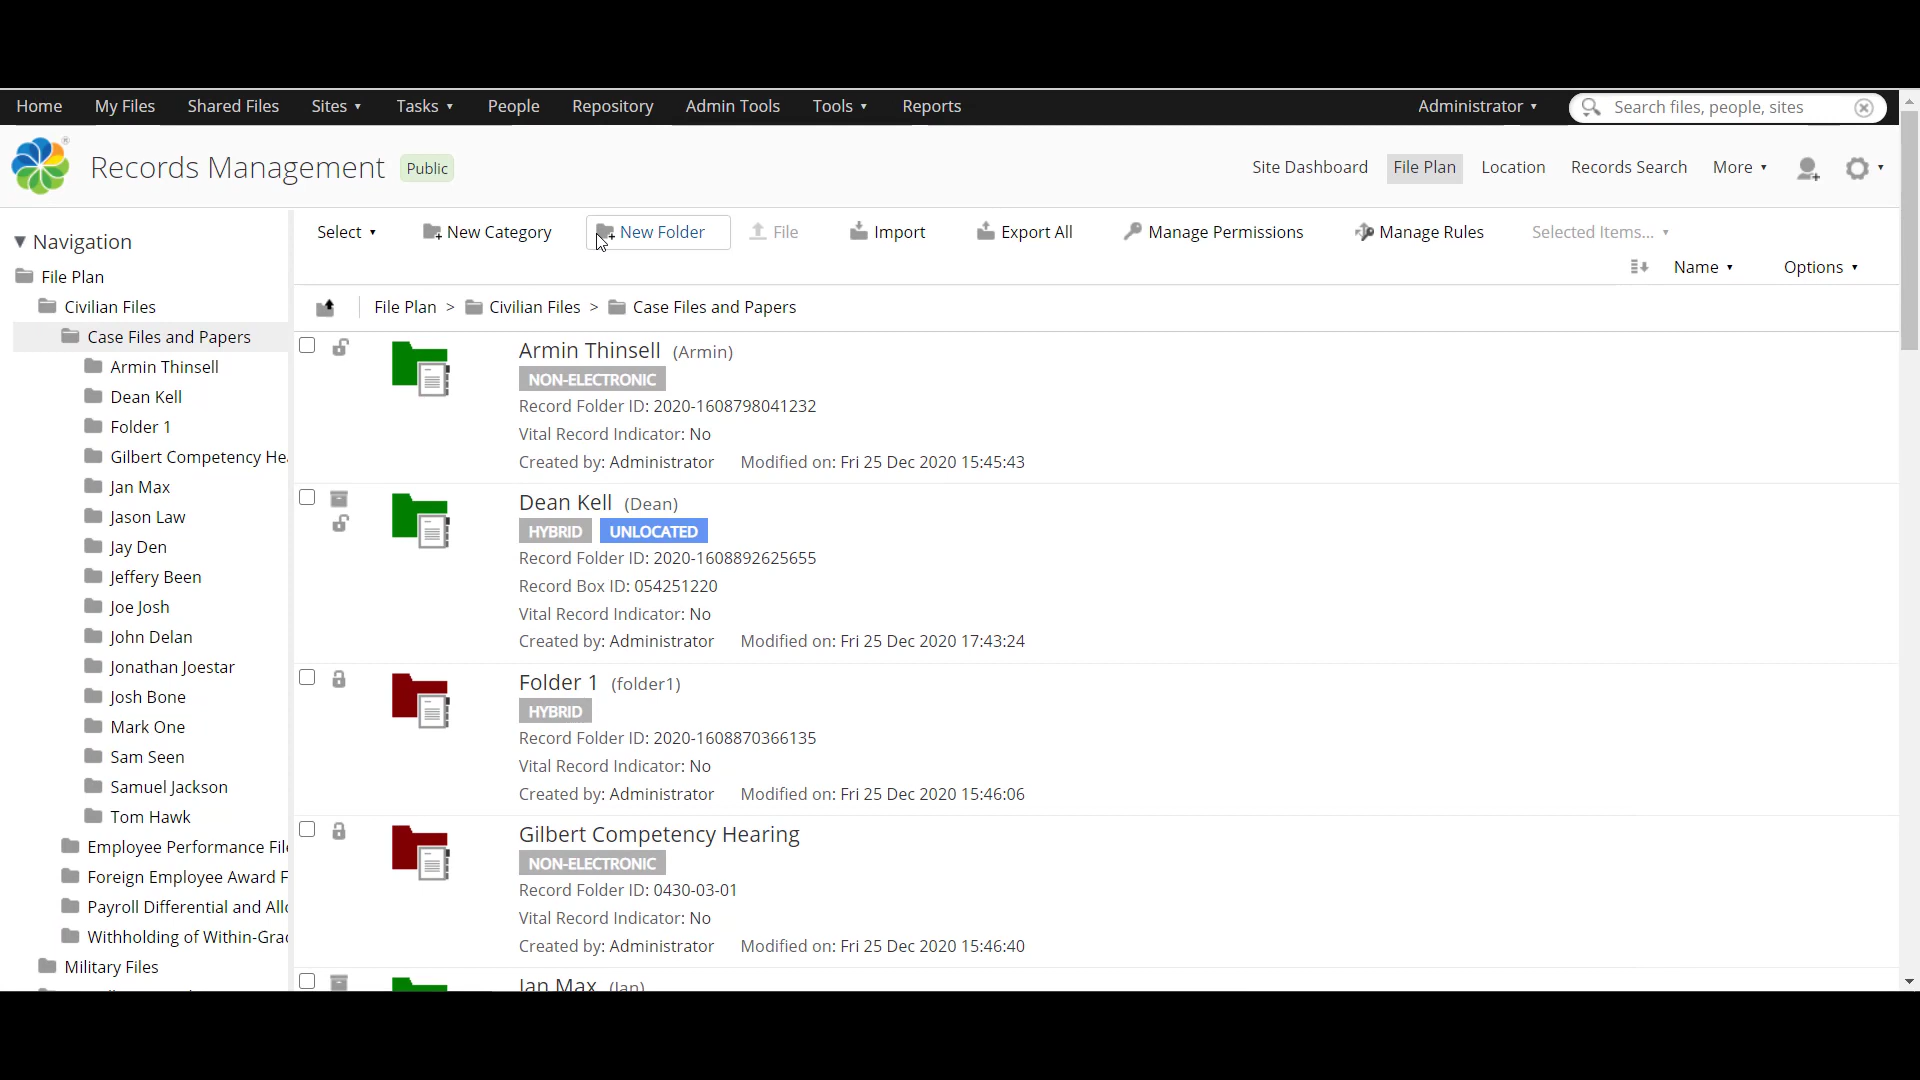 Home My Files Shared Files Sites Tasks People Repository Admin Tools Tools Reports Administrator Search files, people, sites
Records Management Public Site Dashboard File Plan Location Records Search More
®
Select New Category New Folder File Import Export All Manage Permissions Manage Rules Selected Items...
Name Options
Navigation
File Plan
Civilian Files
Case Files and Papers
Armin Thinsell
Dean Kell
Folder 1
Gilbert Competency
Jan Max
Jason Law
Jay Den
Jeffery Been
Joe Josh
John Delan
Jonathan Joestar
Josh Bone
Mark One
Sam Seen
Samuel Jackson
Tom Hawk
Employee Performance
Foreign Employee Award
Payroll Differential and
Withholding of
Military Files
File Plan > Civilian Files > Case Files and Papers
Armin Thinsell (Armin)
NON-ELECTRONIC
Record Folder ID: 2020-1608798041232
Vital Record Indicator: No
Created by: Administrator Modified on: Fri 25 Dec 2020 15:45:43
Dean Kell (Dean)
HYBRID UNLOCATED
Record Folder ID: 2020-1608892625655
Record Box ID: 054251220
Vital Record Indicator: No
Created by: Administrator Modified on: Fri 25 Dec 2020 17:43:24
Folder 1 (folder1)
HYBRID
Record Folder ID: 2020-1608870366135
Vital Record Indicator: No
Created by: Administrator Modified on: Fri 25 Dec 2020 15:46:06
Gilbert Competency Hearing
NON-ELECTRONIC
Record Folder ID: 0430-03-01
Vital Record Indicator: No
Created by: Administrator Modified on: Fri 25 Dec 2020 15:46:40
Jan Max (Jan)